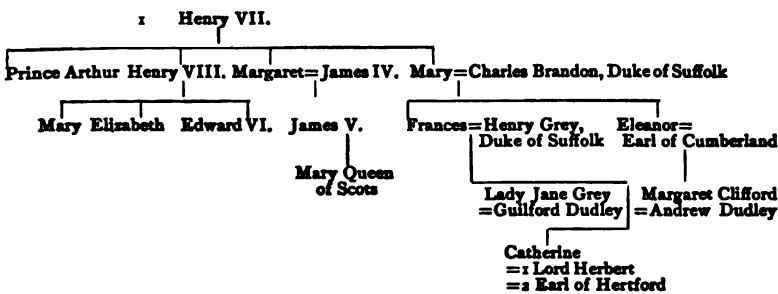 1 Henry VII.
Prince Arthur Henry VIII. Margaret=James IV. Mary=Charles Brandon, Duke of Suffolk
Mary Elizabeth Edward VI. James V. Frances=Henry Grey, Eleanor=
Duke of Suffolk Earl of Cumberland
Mary Queen
of Scots
Lady Jane Grey Margaret Clifford
=Guilford Dudley =Andrew Dudley
Catherine
=1 Lord Herbert
=2 Earl of Hertford